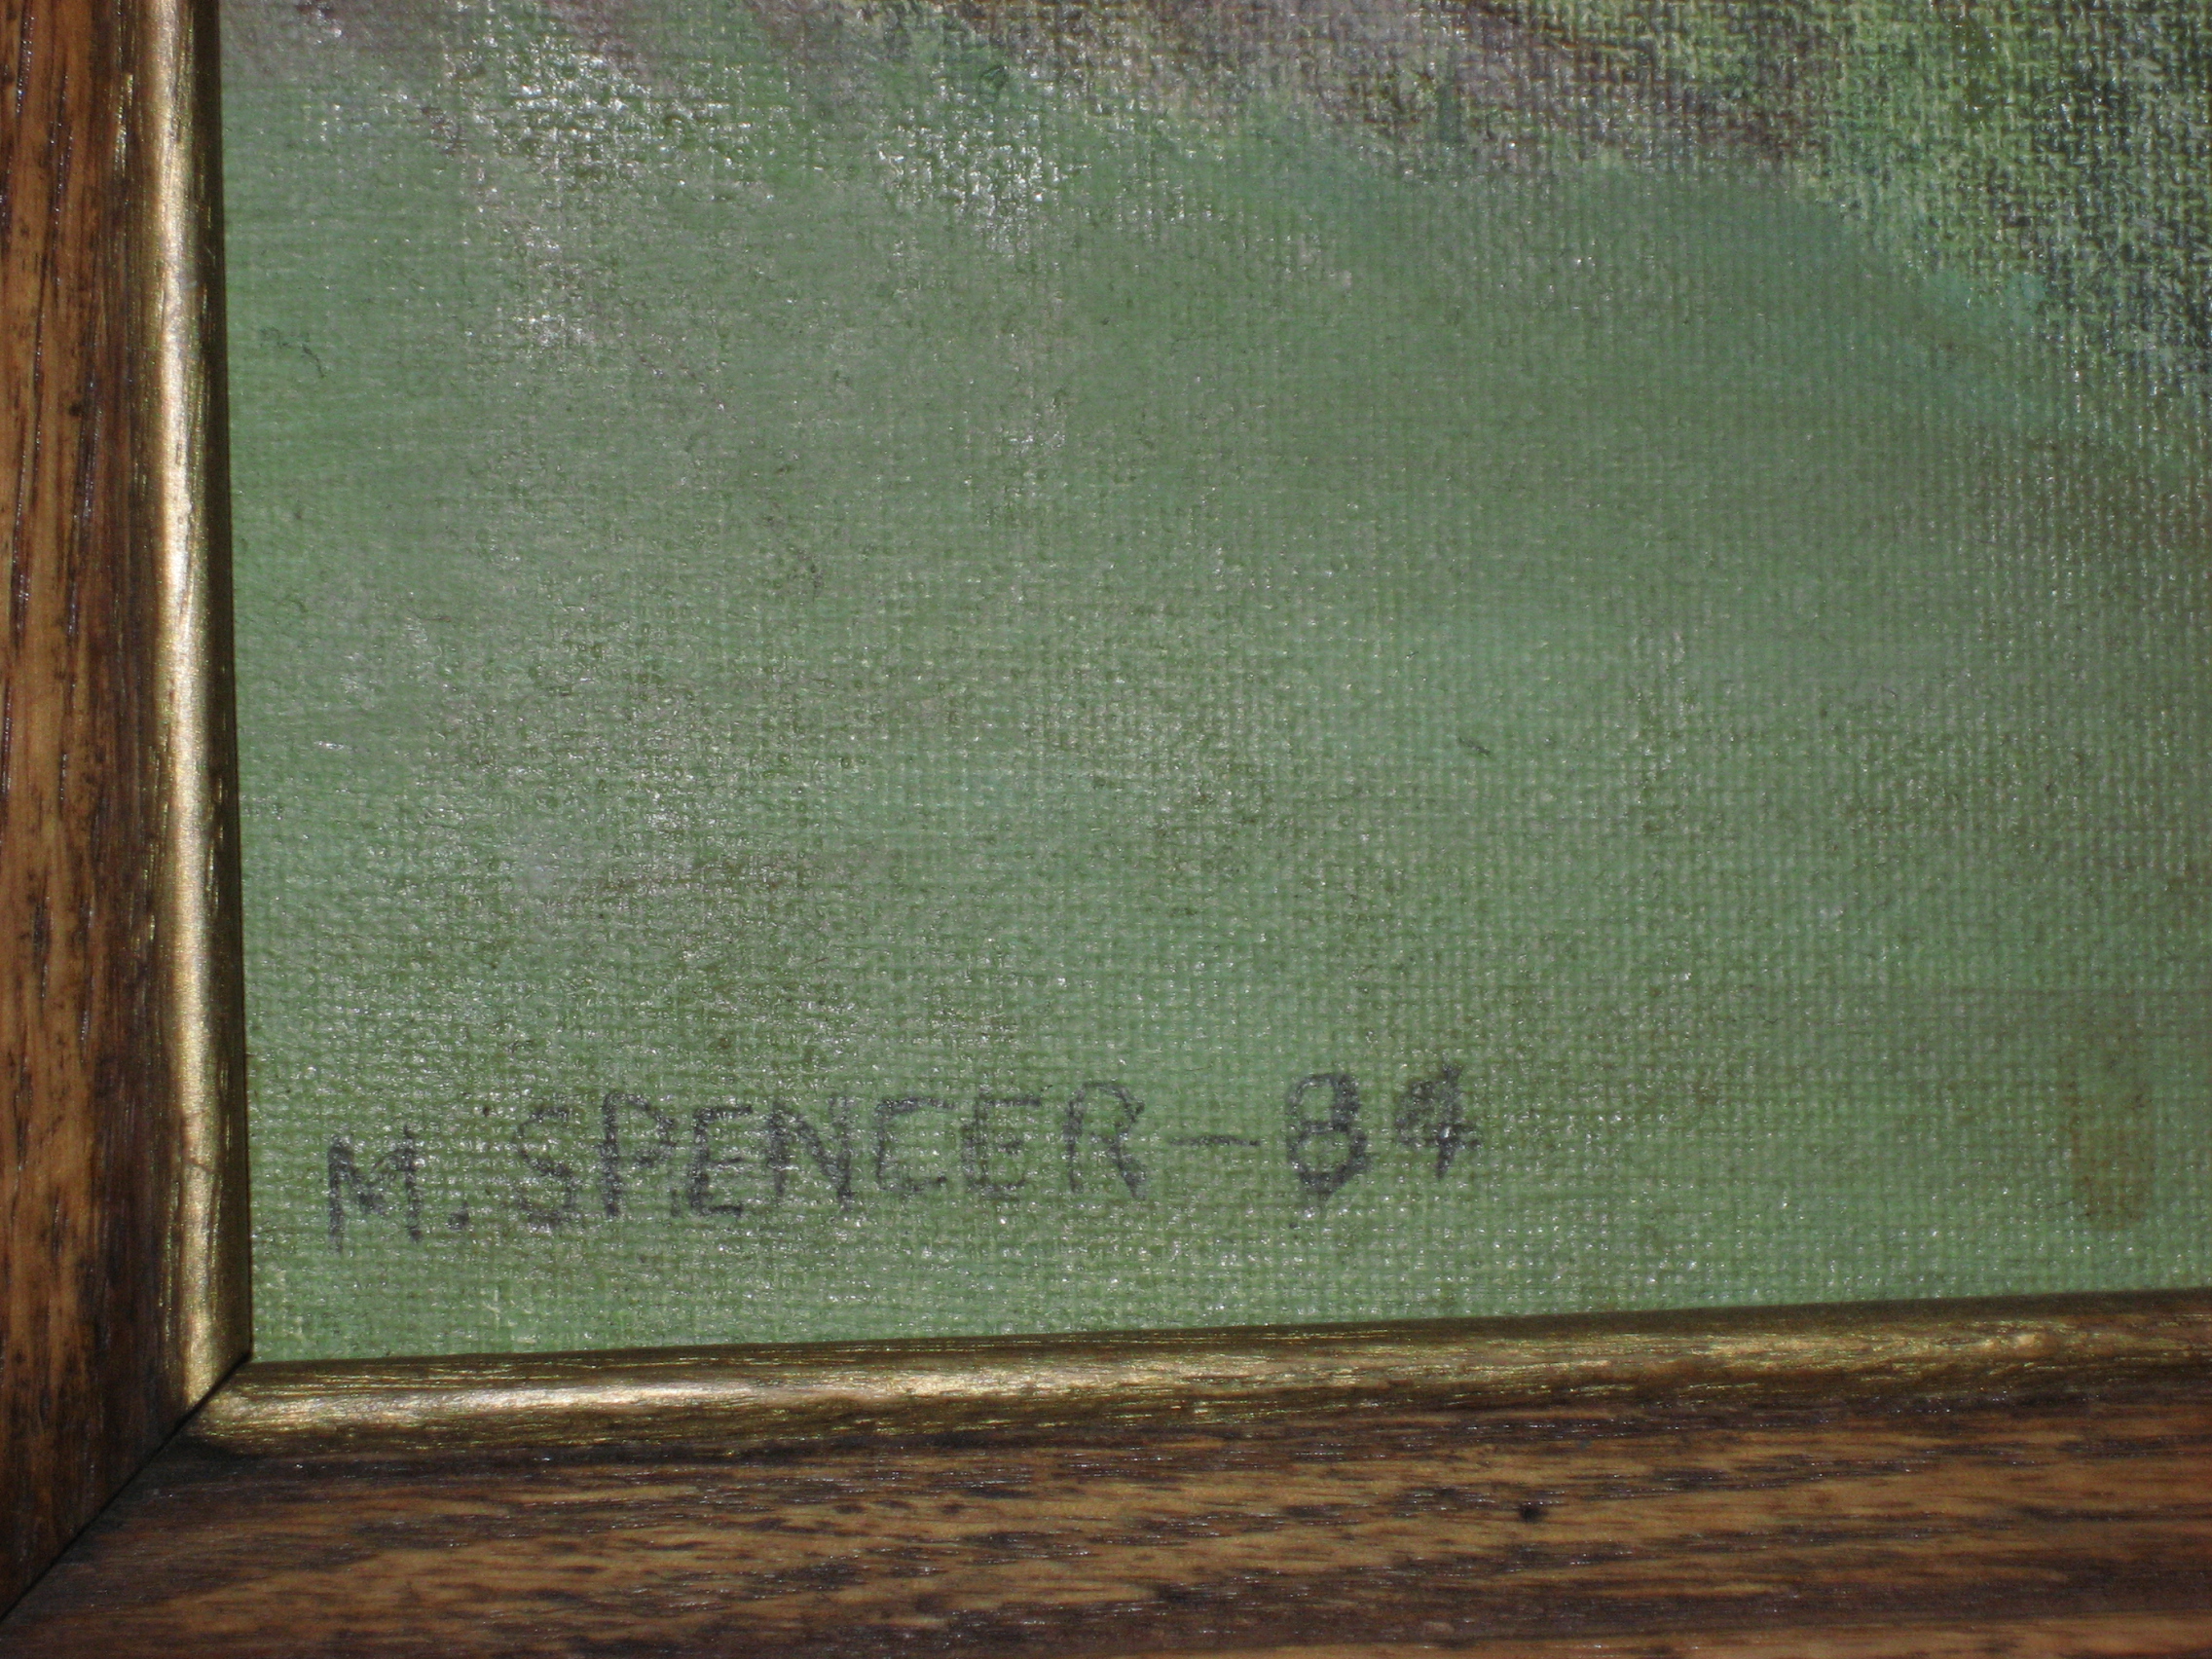 M. SPENCER - 84